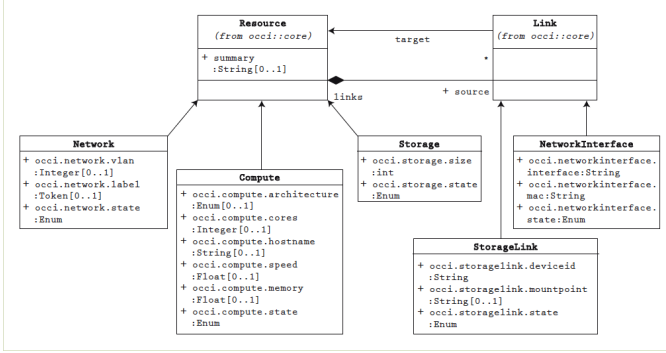 Resource
(from occi::core)
+ summary
:String[0..1]
target
Link
(from occi::core)
*
+ source
links
Network
+ occi.network.vlan
:Integer[0..1]
+ occi.network.label
:Token[0..1]
+ occi.network.state
:Enum
Compute
+ occi.compute.architecture
:Enum[0..1]
+ occi.compute.cores
:Integer[0..1]
+ occi.compute.hostname
:String[0..1]
+ occi.compute.speed
:Float[0..1]
+ occi.compute.memory
:Float[0..1]
+ occi.compute.state
:Enum
Storage
+ occi.storage.size
:int
+ occi.storage.state
:Enum
NetworkInterface
+ occi.networkinterface.
interface:String
+ occi.networkinterface.
mac:String
+ occi.networkinterface.
state:Enum
StorageLink
+ occi.storagelink.deviceid
:String
+ occi.storagelink.mountpoint
:String[0..1]
+ occi.storagelink.state
:Enum